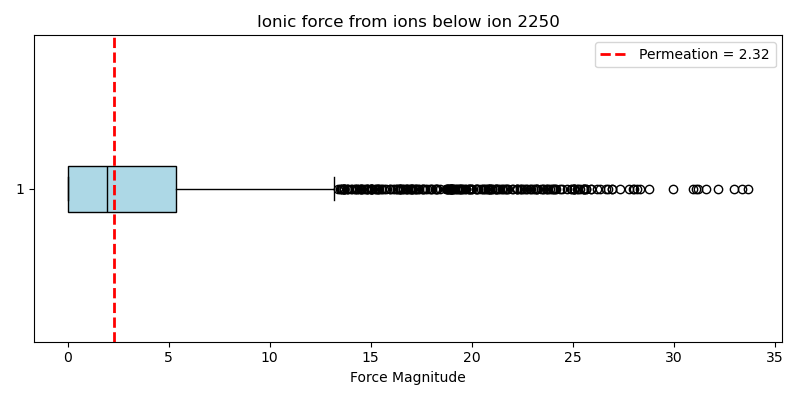 Ionic force from ions below ion 2250
Permeation = 2.32
1
0 5 10 15 20 25 30 35
Force Magnitude